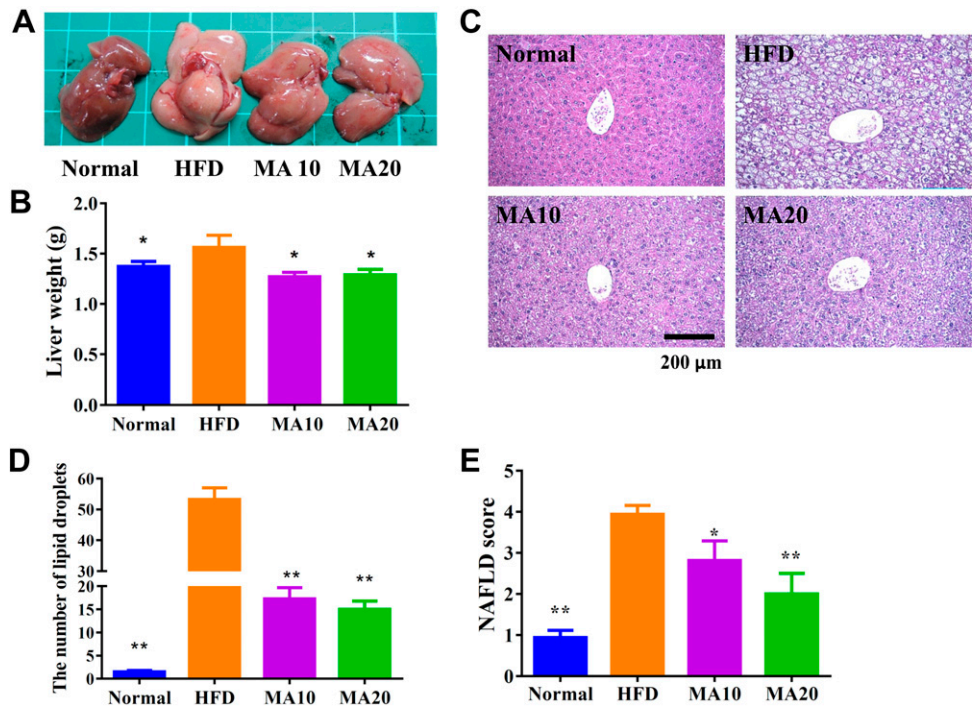 A
Normal HFD MA 10 MA20
B
Liver weight (g)
2.0
1.5
1.0
0.5
0.0
*
*
*
Normal HFD MA10 MA20
C
Normal
HFD
MA10
MA20
200 μm
D
The number of lipid droplets
60
50
40
30
20
15
10
5
0
**
**
**
Normal HFD MA10 MA20
E
NAFLD score
5
4
3
2
1
0
**
*
**
Normal HFD MA10 MA20